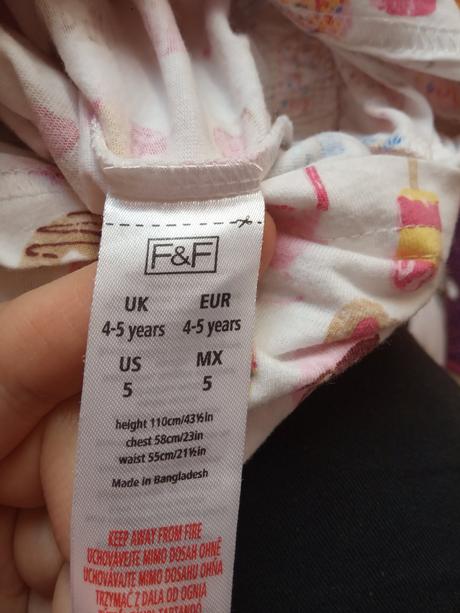 F&F
UK EUR
4-5 years 4-5 years
US MX
5 5
height 110cm/43½in
chest 58cm/23in
waist 55cm/21½in
Made in Bangladesh
KEEP AWAY FROM FIRE
UCHOVÁVEJTE MIMO DOSAH OHNĚ
UCHOVÁVAJTE MIMO DOSAHU OHŇA
TRZYMAĆ Z DALA OD OGNIA